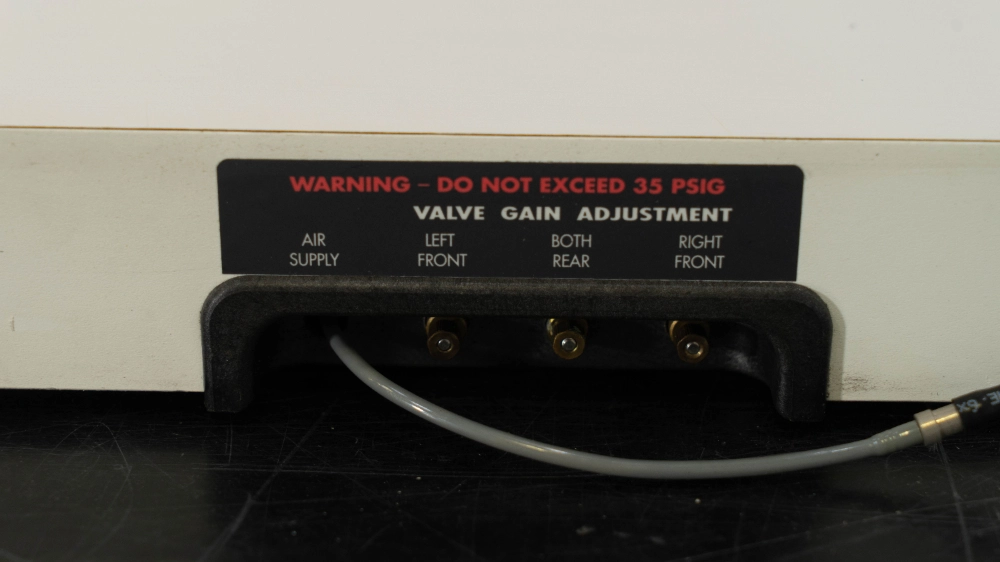 WARNING – DO NOT EXCEED 35 PSIG
VALVE GAIN ADJUSTMENT
AIR SUPPLY
LEFT FRONT
BOTH REAR
RIGHT FRONT